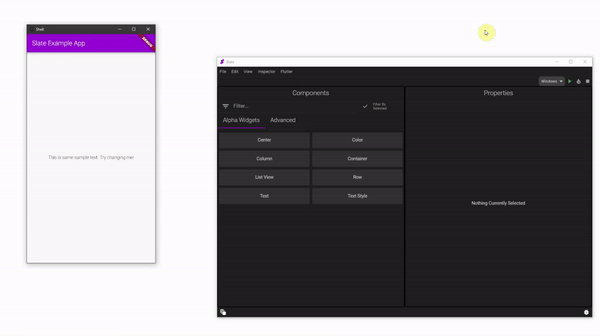 Shell
Slate Example App
This is some sample text. Try changing me!
Slate
File Edit View Inspector Flutter
Windows
Components
Properties
Filter...
Filter By
Selected
Alpha Widgets Advanced
Center Color
Column Container
List View Row
Text Text Style
Nothing Currently Selected